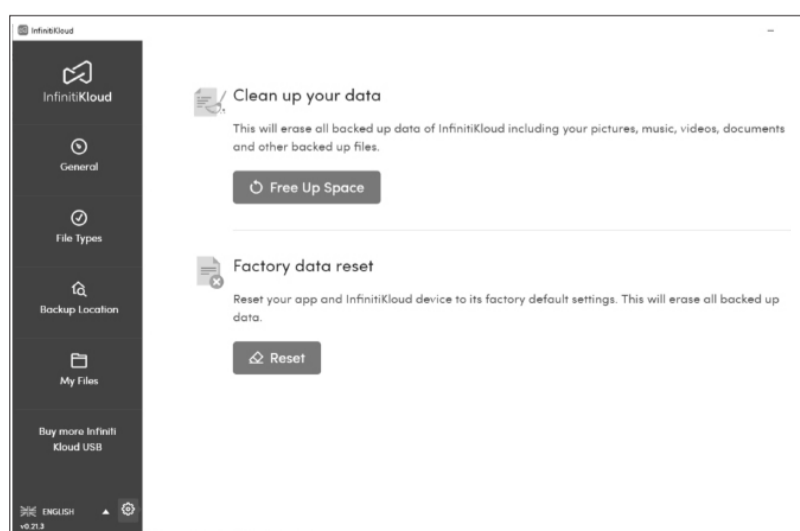 InfinitiKloud
InfinitiKloud
General
File Types
Backup Location
My Files
Buy more Infiniti
Kloud USB
ENGLISH
v0.21.3
Clean up your data
This will erase all backed up data of InfinitiKloud including your pictures, music, videos, documents
and other backed up files.
Free Up Space
Factory data reset
Reset your app and InfinitiKloud device to its factory default settings. This will erase all backed up
data.
Reset